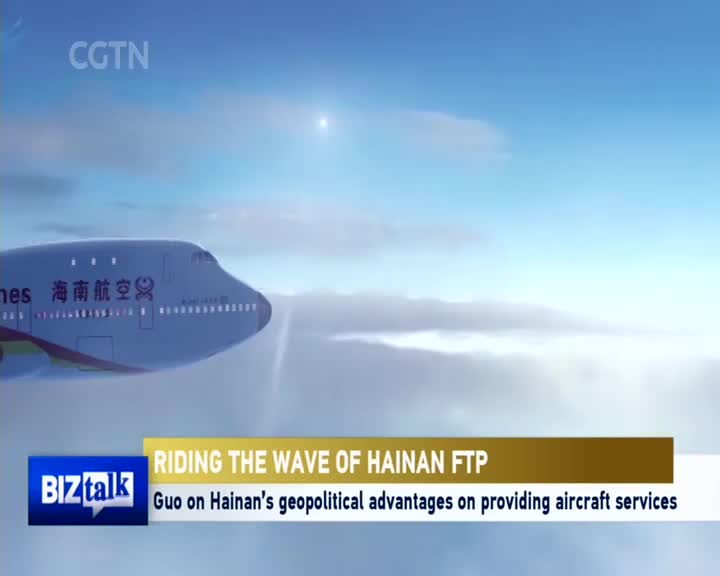 CGTN
nes 海南航空
RIDING THE WAVE OF HAINAN FTP
BIZtalk
Guo on Hainan's geopolitical advantages on providing aircraft services